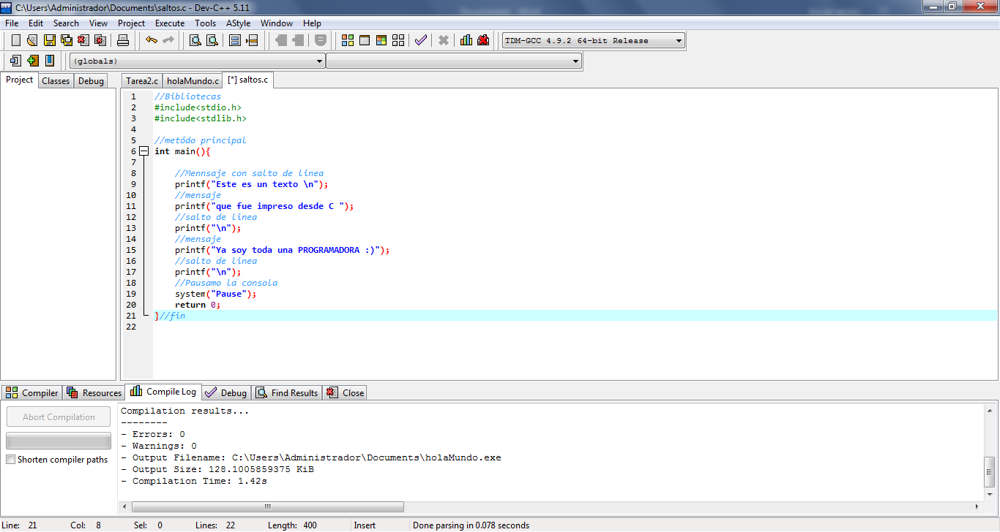 C:\Users\Administrador\Documents\saltos.c - Dev-C++ 5.11
File Edit Search View Project Execute Tools AStyle Window Help
TDM-GCC 4.9.2 64-bit Release
(globals)
Project Classes Debug
Tarea2.c holaMundo.c [*] saltos.c
1 //Bibliotecas
2 #include<stdio.h>
3 #include<stdlib.h>
4
5 //metódo principal
6 int main(){
7
8 //Mennsaje con salto de linea
9 printf("Este es un texto \n");
10 //mensaje
11 printf("que fue impreso desde C ");
12 //salto de linea
13 printf("\n");
14 //mensaje
15 printf("Ya soy toda una PROGRAMADORA :)");
16 //salto de linea
17 printf("\n");
18 //Pausamo la consola
19 system("Pause");
20 return 0;
21 }//fin
22
Compiler Resources Compile Log Debug Find Results Close
Abort Compilation
Shorten compiler paths
Compilation results...
--------
- Errors: 0
- Warnings: 0
- Output Filename: C:\Users\Administrador\Documents\holaMundo.exe
- Output Size: 128.1005859375 KiB
- Compilation Time: 1.42s
Line: 21 Col: 8 Sel: 0 Lines: 22 Length: 400 Insert Done parsing in 0.078 seconds